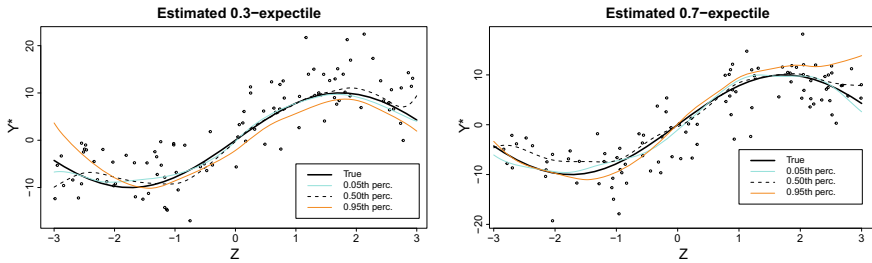 Estimated 0.3−expectile
Y*
20
10
0
−10
True
0.05th perc.
0.50th perc.
0.95th perc.
−3
−2
−1
0
1
2
3
Z
Estimated 0.7−expectile
Y*
10
0
−10
−20
True
0.05th perc.
0.50th perc.
0.95th perc.
−3
−2
−1
0
1
2
3
Z